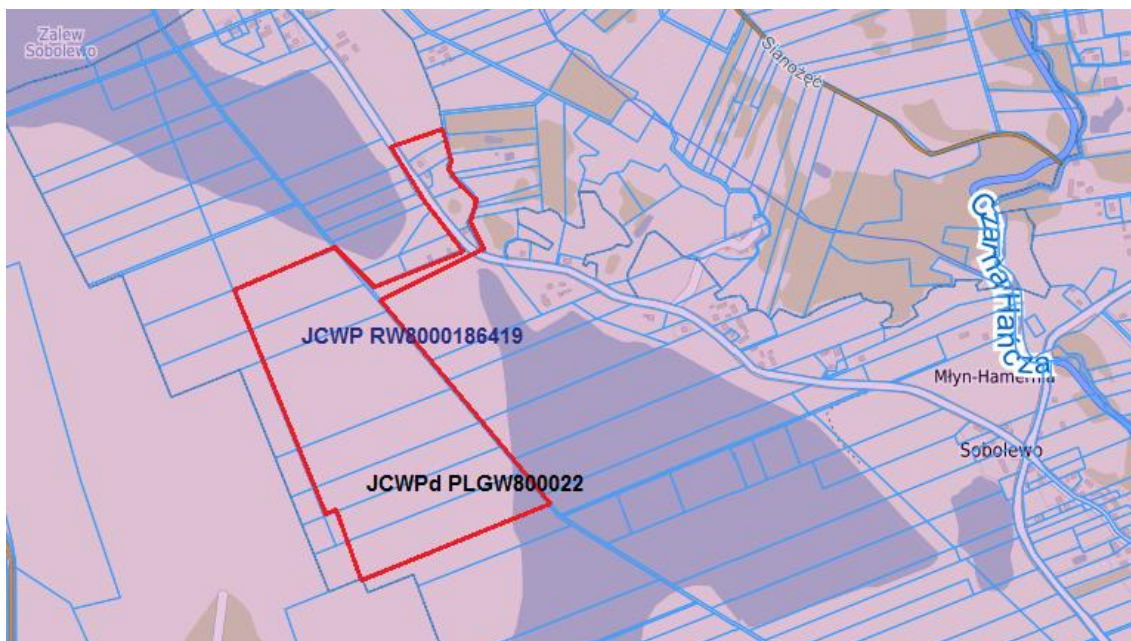 Zalew
Sobolewo
Sianożęć
Czarna Hańcza
JCWP RW8000186419
Młyn-Hamernia
Sobolewo
JCWPd PLGW800022